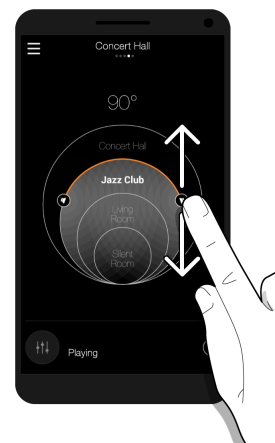 Concert Hall
90°
Concert Hall
Jazz Club
Living
Room
Silent
Room
Playing